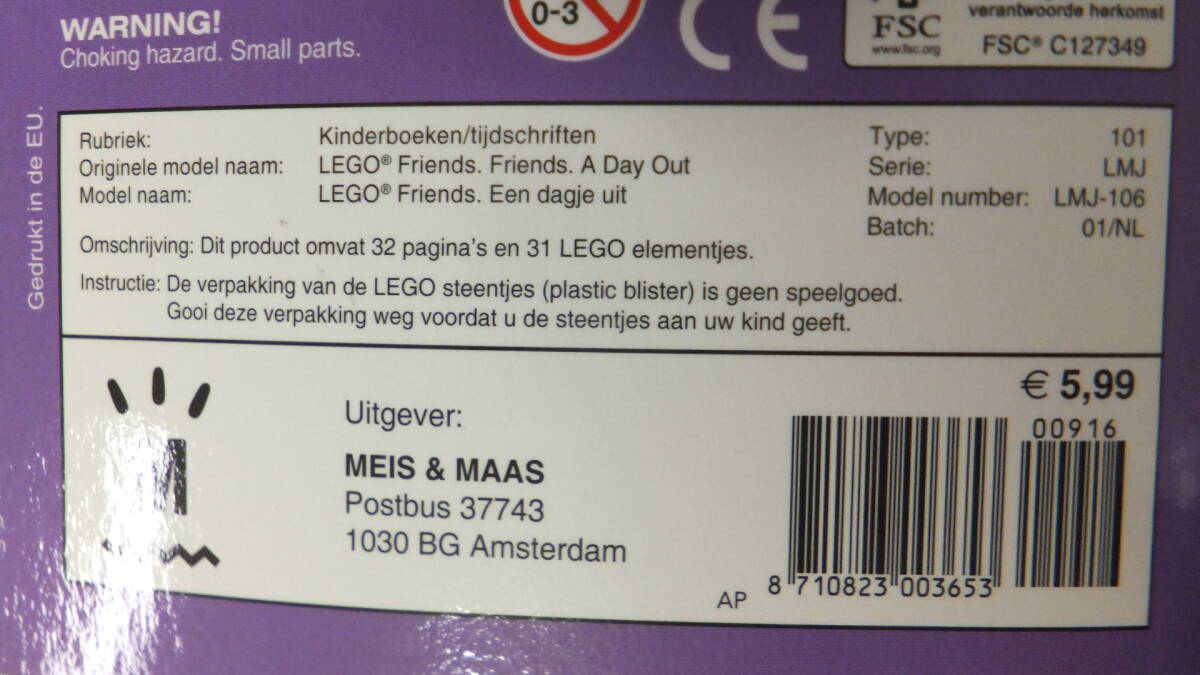 WARNING!
Choking hazard. Small parts.
0-3
CE
FSC
www.fsc.org
verantwoorde herkomst
FSC® C127349
Gedrukt in de EU.
Rubriek: Kinderboeken/tijdschriften
Originele model naam: LEGO® Friends. Friends. A Day Out
Model naam: LEGO® Friends. Een dagje uit
Type: 101
Serie: LMJ
Model number: LMJ-106
Batch: 01/NL
Omschrijving: Dit product omvat 32 pagina's en 31 LEGO elementjes.
Instructie: De verpakking van de LEGO steentjes (plastic blister) is geen speelgoed.
Gooi deze verpakking weg voordat u de steentjes aan uw kind geeft.
Uitgever:
MEIS & MAAS
Postbus 37743
1030 BG Amsterdam
€ 5,99
00916
AP
8 710823 003653